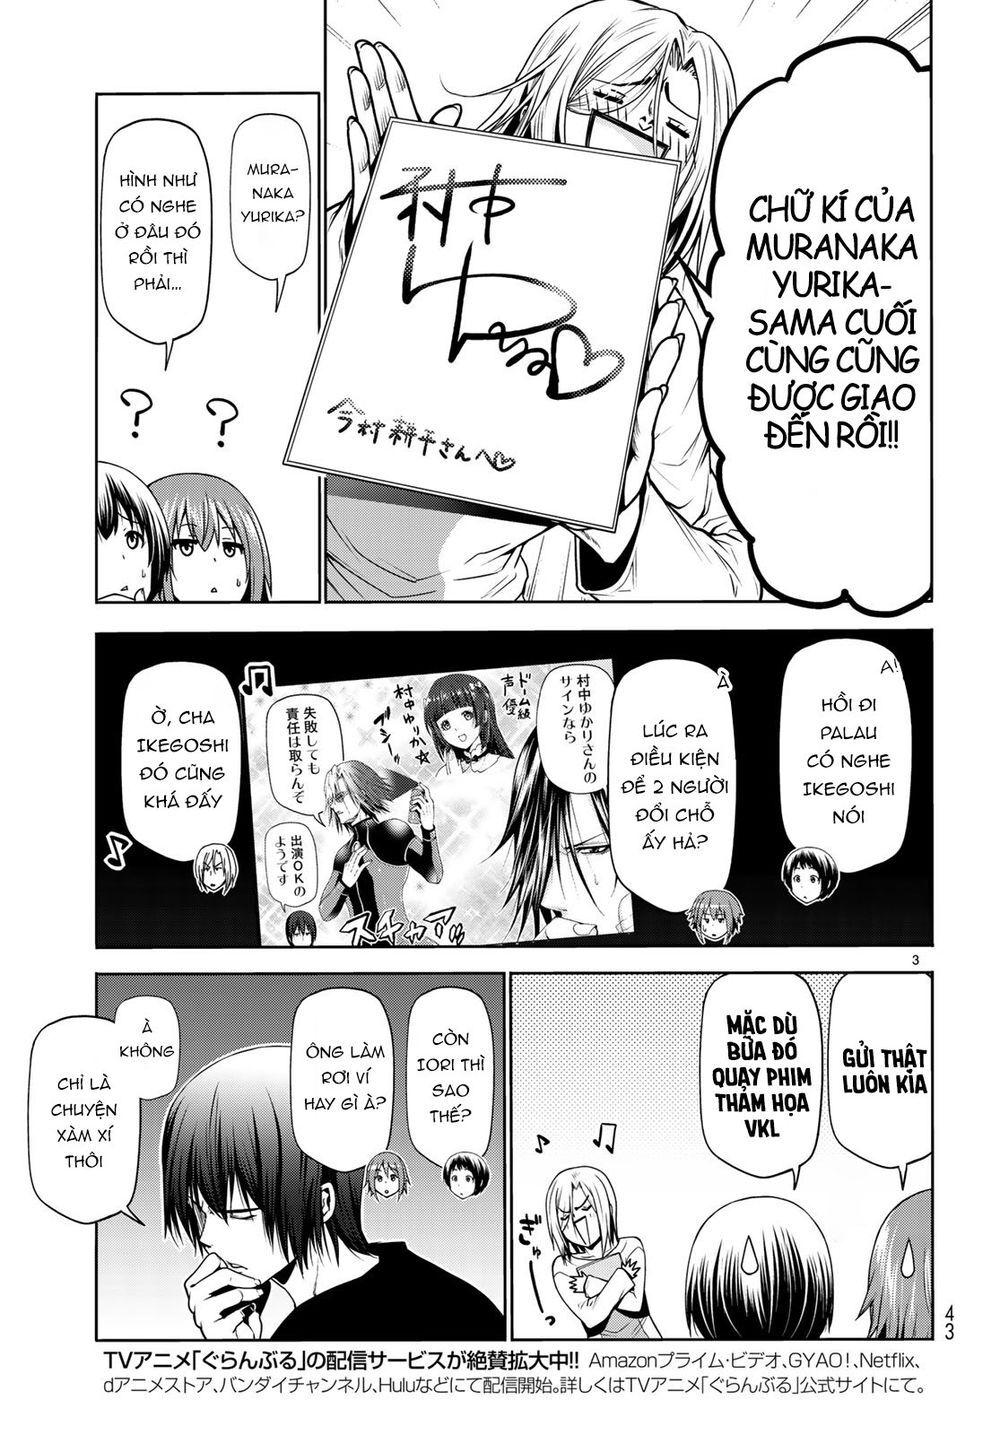 CHỮ KÍ CỦA
MURANAKA
YURIKA-
SAMA CUỐI
CÙNG CŨNG
ĐƯỢC GIAO
ĐẾN RỒI!!
村中
ゆりか♡
今村耕平さんへ♡
MURA-
NAKA
YURIKA?
HÌNH NHƯ
CÓ NGHE
Ở ĐÂU ĐÓ
RỒI THÌ
PHẢI...
?
?
A!
HỒI ĐI
PALAU
CÓ NGHE
IKEGOSHI
NÓI
À
LÚC RA
ĐIỀU KIỆN
ĐỂ 2 NGƯỜI
ĐỔI CHỖ
ẤY HẢ?
村中ゆかりさんの
サインなら
ドーム級
声優
村中ゆりか☆
失敗しても
責任は取らんぞ
出演OKの
ようです
スチャアッ
Ờ, CHA
IKEGOSHI
ĐÓ CŨNG
KHÁ ĐẤY
3
GỬI THẬT
LUÔN KÌA
MẶC DÙ
BỮA ĐÓ
QUAY PHIM
THẢM HỌA
VKL
ぎゅっ
CÒN
IORI THÌ
SAO
THẾ?
ÔNG LÀM
RƠI VÍ
HAY GÌ À?
À
KHÔNG
CHỈ LÀ
CHUYỆN
XÀM XÍ
THÔI
43
TVアニメ「ぐらんぶる」の配信サービスが絶賛拡大中!! Amazonプライム・ビデオ、GYAO!、Netflix、
dアニメストア、バンダイチャンネル、Huluなどにて配信開始。詳しくはTVアニメ「ぐらんぶる」公式サイトにて。